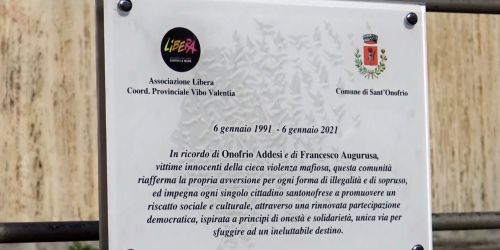 LIBERA
Associazione Libera
Coord. Provinciale Vibo Valentia
Comune di Sant'Onofrio
6 gennaio 1991 - 6 gennaio 2021
In ricordo di Onofrio Addesi e di Francesco Augurusa,
vittime innocenti della cieca violenza mafiosa, questa comunità
riafferma la propria avversione per ogni forma di illegalità e di sopruso,
ed impegna ogni singolo cittadino santonofrese a promuovere un
riscatto sociale e culturale, attraverso una rinnovata partecipazione
democratica, ispirata a principi di onestà e solidarietà, unica via per
sfuggire ad un ineluttabile destino.